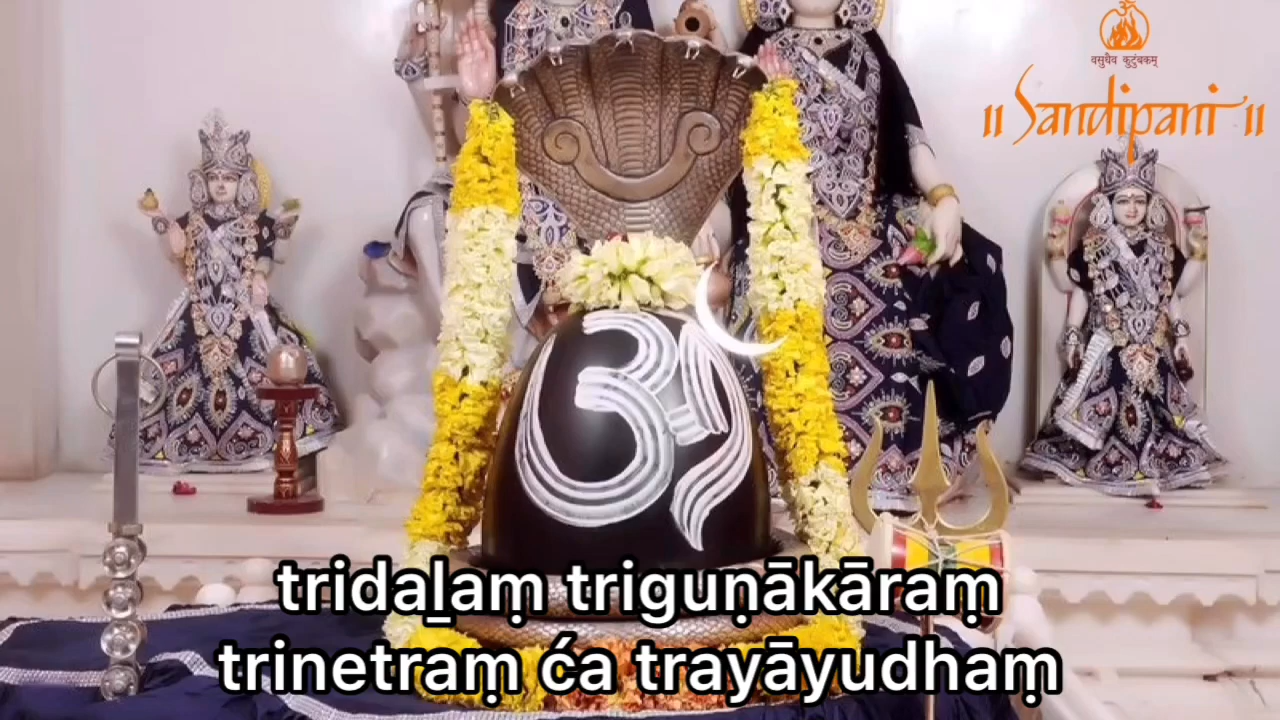 ॐ
वसुधैव कुटुंबकम्
॥ Sandipani ॥
ॐ
tridaḻaṃ triguṇākāraṃ
trinetraṃ ća trayāyudhaṃ